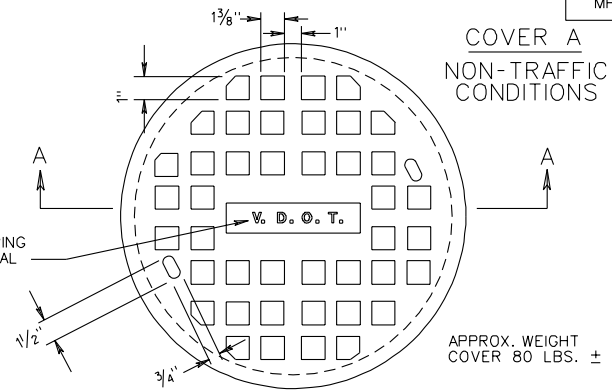 MH
1⅜"
1"
COVER A
NON-TRAFFIC
CONDITIONS
1"
A
A
V. D. O. T.
ING
AL
1½"
3/4"
APPROX. WEIGHT
COVER 80 LBS. ±